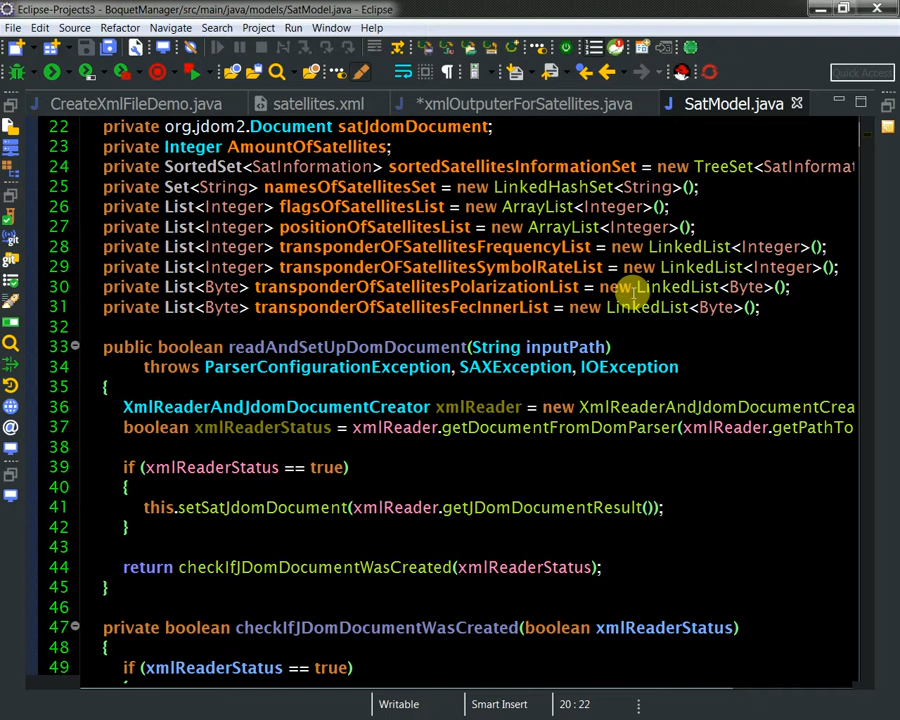 Eclipse-Projects3 - BoquetManager/src/main/java/models/SatModel.java - Eclipse
File Edit Source Refactor Navigate Search Project Run Window Help
Quick Access
CreateXmlFileDemo.java satellites.xml *xmlOutputerForSatellites.java SatModel.java
22 private org.jdom2.Document satJdomDocument;
23 private Integer AmountOfSatellites;
24 private SortedSet<SatInformation> sortedSatellitesInformationSet = new TreeSet<SatInformat
25 private Set<String> namesOfSatellitesSet = new LinkedHashSet<String>();
26 private List<Integer> flagsOfSatellitesList = new ArrayList<Integer>();
27 private List<Integer> positionOfSatellitesList = new ArrayList<Integer>();
28 private List<Integer> transponderOFSatellitesFrequencyList = new LinkedList<Integer>();
29 private List<Integer> transponderOFSatellitesSymbolRateList = new LinkedList<Integer>();
30 private List<Byte> transponderOFSatellitesPolarizationList = new LinkedList<Byte>();
31 private List<Byte> transponderOFSatellitesFecInnerList = new LinkedList<Byte>();
32
33 public boolean readAndSetUpDomDocument(String inputPath)
34 throws ParserConfigurationException, SAXException, IOException
35 {
36 XmlReaderAndJdomDocumentCreator xmlReader = new XmlReaderAndJdomDocumentCrea
37 boolean xmlReaderStatus = xmlReader.getDocumentFromDomParser(xmlReader.getPathTo
38
39 if (xmlReaderStatus == true)
40 {
41 this.setSatJdomDocument(xmlReader.getJDomDocumentResult());
42 }
43
44 return checkIfJDomDocumentWasCreated(xmlReaderStatus);
45 }
46
47 private boolean checkIfJDomDocumentWasCreated(boolean xmlReaderStatus)
48 {
49 if (xmlReaderStatus == true)
Writable Smart Insert 20 : 22